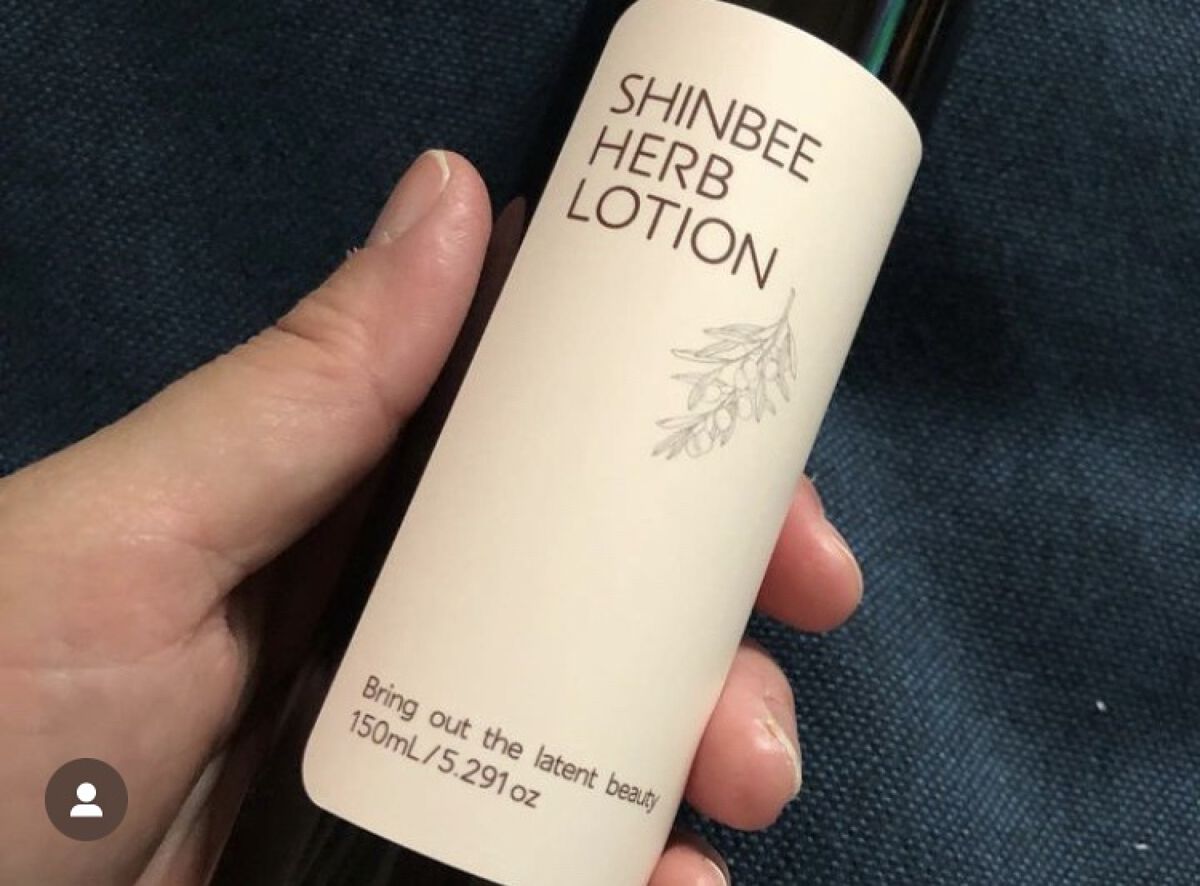 SHINBEE
HERB
LOTION
Bring out the latent beauty
150mL/5.291oz